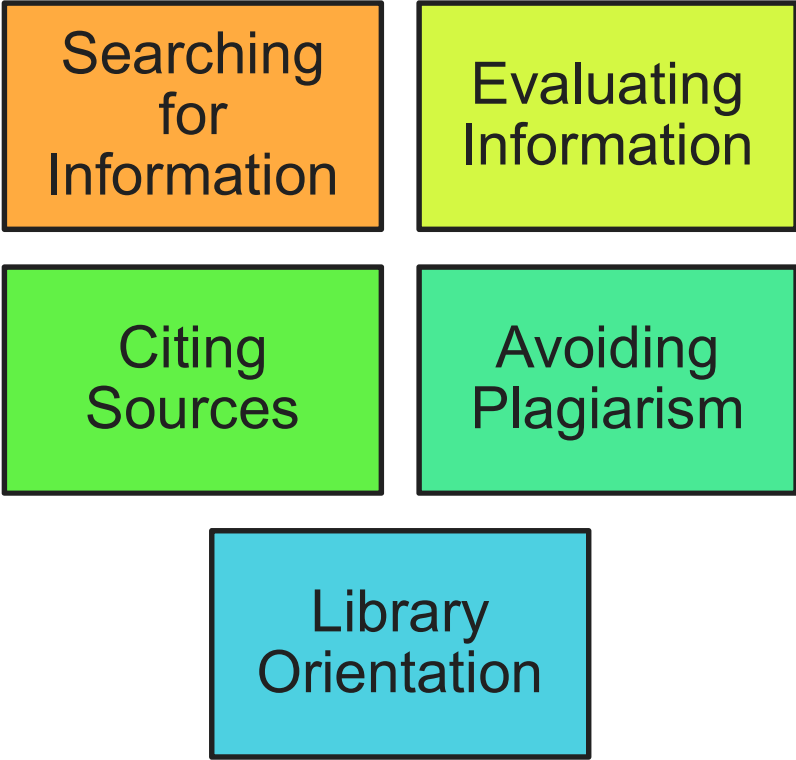 Searching
for
Information
Evaluating
Information
Citing
Sources
Avoiding
Plagiarism
Library
Orientation